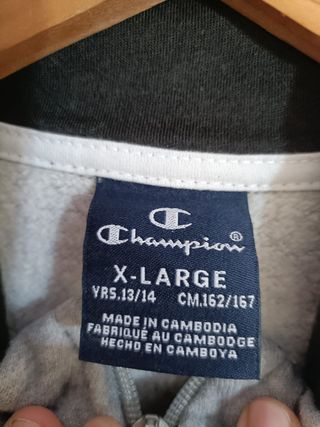 Champion®
X-LARGE
YRS.13/14 CM.162/167
MADE IN CAMBODIA
FABRIQUÉ AU CAMBODGE
HECHO EN CAMBOYA